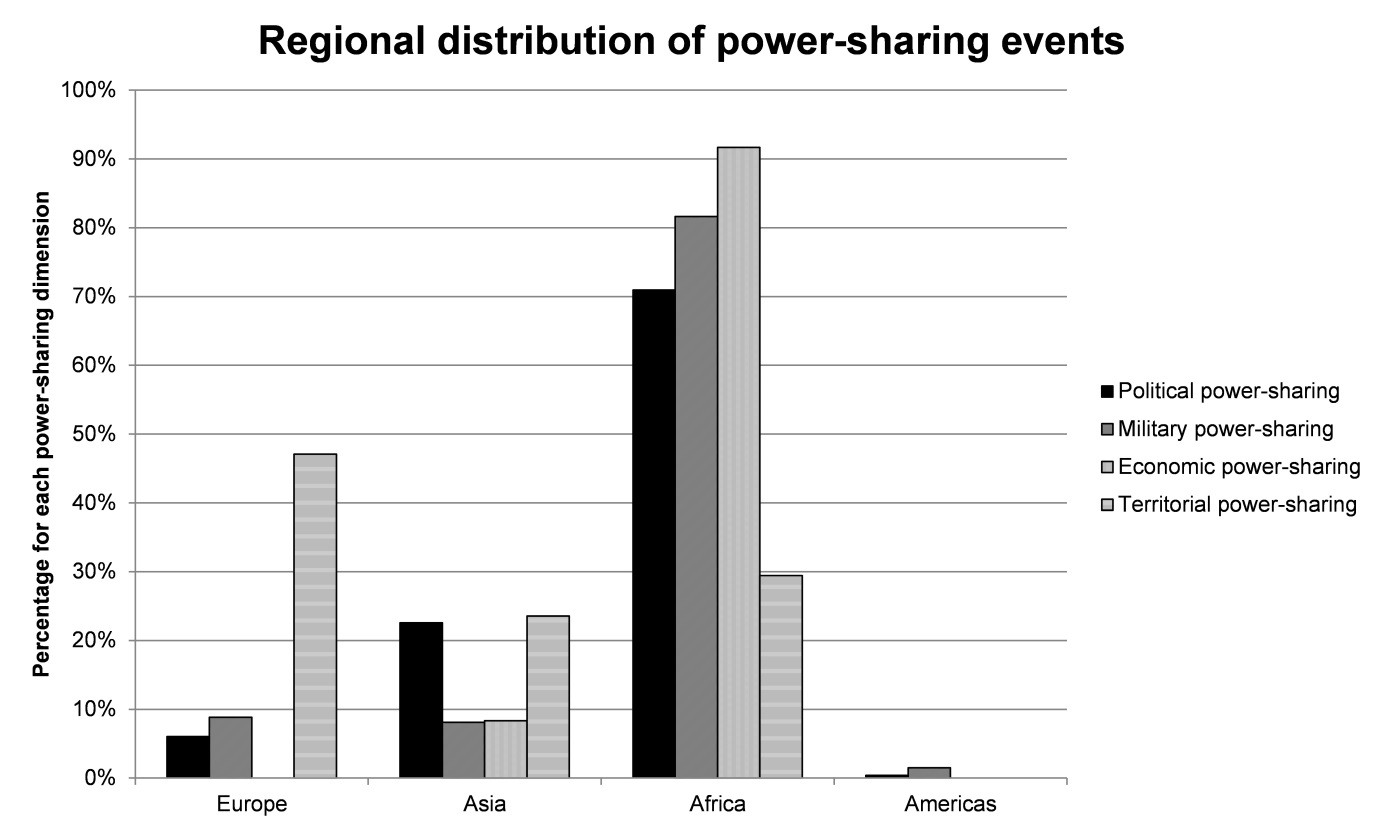 Regional distribution of power-sharing events
Percentage for each power-sharing dimension
100%
90%
80%
70%
60%
50%
40%
30%
20%
10%
0%
Europe
Asia
Africa
Americas
Political power-sharing
Military power-sharing
Economic power-sharing
Territorial power-sharing